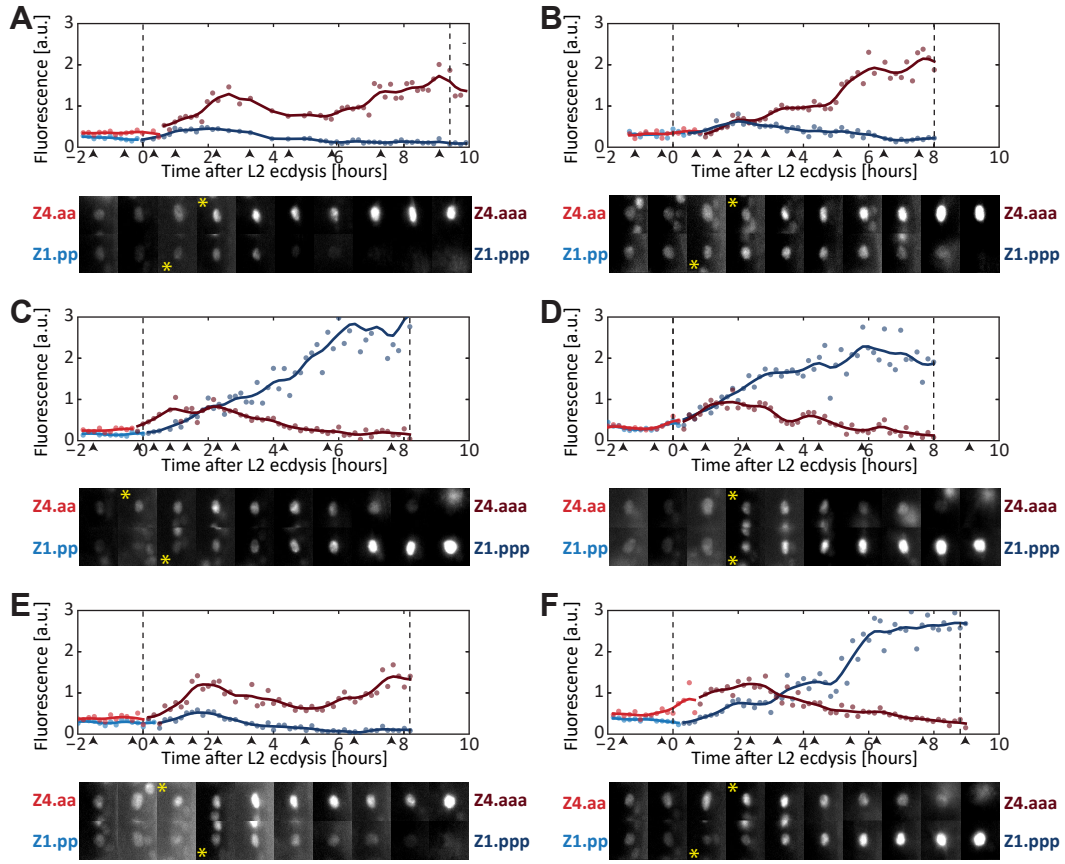 A
B
Fluorescence [a.u.]
3
2
1
0
−2
0
2
4
6
8
10
Time after L2 ecdysis [hours]
Fluorescence [a.u.]
3
2
1
0
−2
0
2
4
6
8
10
Time after L2 ecdysis [hours]
Z4.aa
*
Z4.aaa
Z1.pp
*
Z1.ppp
Z4.aa
*
Z4.aaa
Z1.pp
*
Z1.ppp
C
D
Fluorescence [a.u.]
3
2
1
0
−2
0
2
4
6
8
10
Time after L2 ecdysis [hours]
Fluorescence [a.u.]
3
2
1
0
−2
0
2
4
6
8
10
Time after L2 ecdysis [hours]
Z4.aa
*
Z4.aaa
Z1.pp
*
Z1.ppp
Z4.aa
*
Z4.aaa
Z1.pp
*
Z1.ppp
E
F
Fluorescence [a.u.]
3
2
1
0
−2
0
2
4
6
8
10
Time after L2 ecdysis [hours]
Fluorescence [a.u.]
3
2
1
0
−2
0
2
4
6
8
10
Time after L2 ecdysis [hours]
Z4.aa
*
Z4.aaa
Z1.pp
*
Z1.ppp
Z4.aa
*
Z4.aaa
Z1.pp
*
Z1.ppp